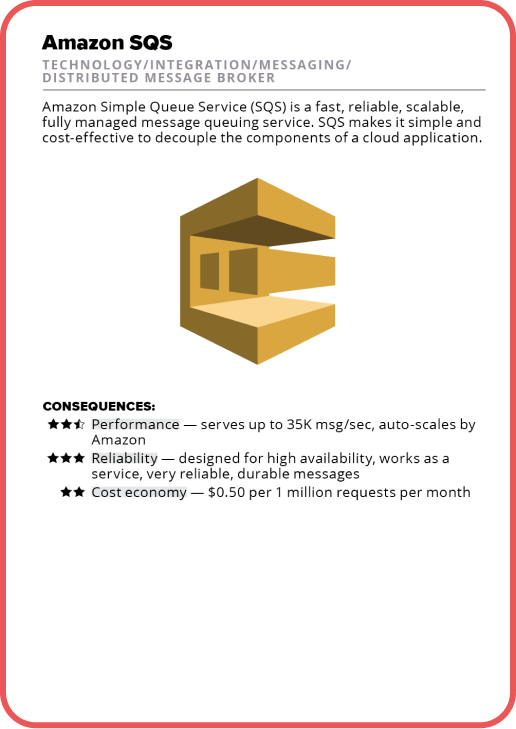 Amazon SQS
TECHNOLOGY/INTEGRATION/MESSAGING/
DISTRIBUTED MESSAGE BROKER
Amazon Simple Queue Service (SQS) is a fast, reliable, scalable,
fully managed message queuing service. SQS makes it simple and
cost-effective to decouple the components of a cloud application.
CONSEQUENCES:
★★⯪ Performance — serves up to 35K msg/sec, auto-scales by
Amazon
★★★ Reliability — designed for high availability, works as a
service, very reliable, durable messages
★★ Cost economy — $0.50 per 1 million requests per month